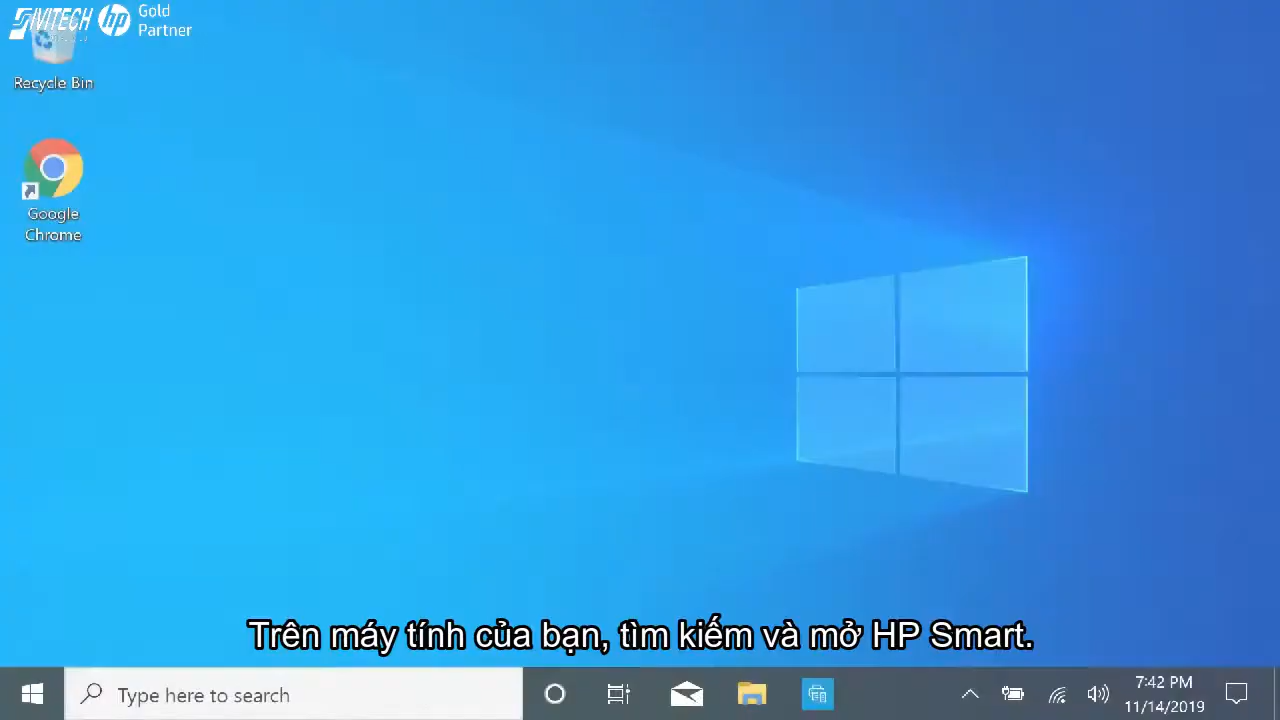 SIVITECH
hp
Gold
Partner
Recycle Bin
Google
Chrome
Trên máy tính của bạn, tìm kiếm và mở HP Smart.
Type here to search
7:42 PM
11/14/2019